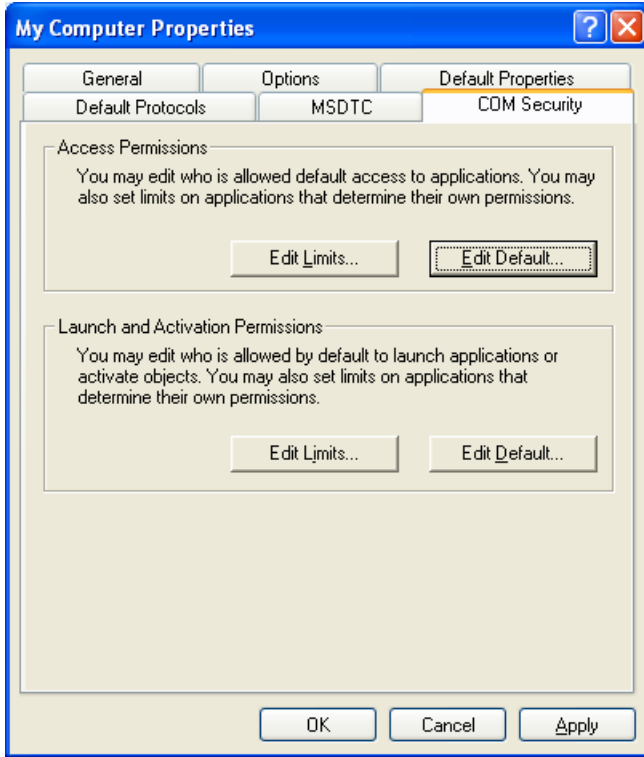 My Computer Properties
?
General Options Default Properties
Default Protocols MSDTC COM Security
Access Permissions
You may edit who is allowed default access to applications. You may
also set limits on applications that determine their own permissions.
Edit Limits... Edit Default...
Launch and Activation Permissions
You may edit who is allowed by default to launch applications or
activate objects. You may also set limits on applications that
determine their own permissions.
Edit Limits... Edit Default...
OK Cancel Apply